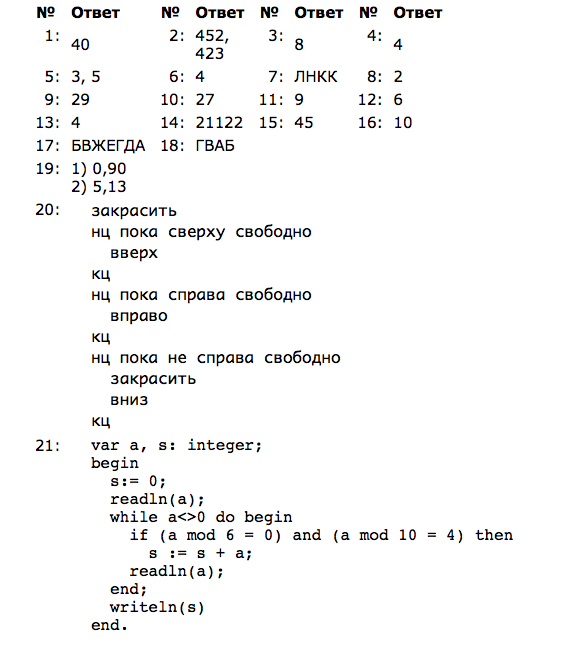 № Ответ № Ответ № Ответ № Ответ
1: 40 2: 452, 423 3: 8 4: 4
5: 3, 5 6: 4 7: ЛНКК 8: 2
9: 29 10: 27 11: 9 12: 6
13: 4 14: 21122 15: 45 16: 10
17: БВЖЕГДА 18: ГВАБ
19: 1) 0,90
2) 5,13
20: закрасить
нц пока сверху свободно
вверх
кц
нц пока справа свободно
вправо
кц
нц пока не справа свободно
закрасить
вниз
кц
21: var a, s: integer;
begin
s:= 0;
readln(a);
while a<>0 do begin
if (a mod 6 = 0) and (a mod 10 = 4) then
s := s + a;
readln(a);
end;
writeln(s)
end.